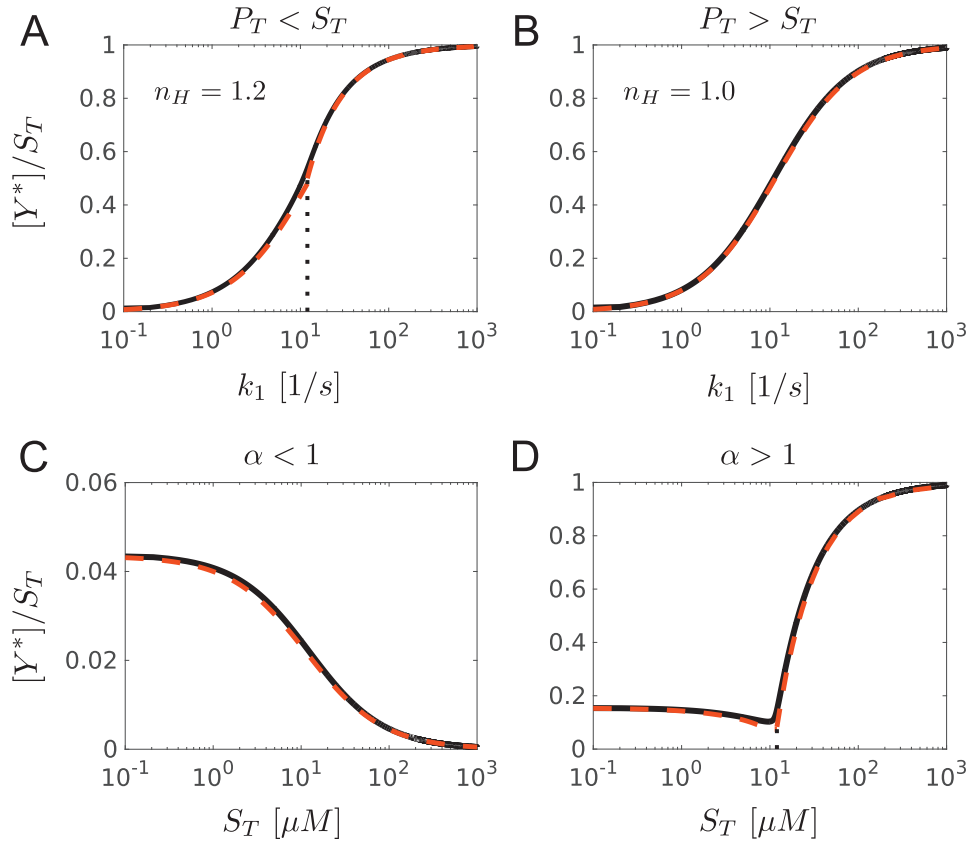 A
P_T < S_T
B
P_T > S_T
[Y*]/S_T
1
0.8
0.6
0.4
0.2
0
n_H = 1.2
10^-1
10^0
10^1
10^2
10^3
k_1 [1/s]
1
0.8
0.6
0.4
0.2
0
n_H = 1.0
10^-1
10^0
10^1
10^2
10^3
k_1 [1/s]
C
α < 1
D
α > 1
[Y*]/S_T
0.06
0.04
0.02
0
10^-1
10^0
10^1
10^2
10^3
S_T [μM]
1
0.8
0.6
0.4
0.2
0
10^-1
10^0
10^1
10^2
10^3
S_T [μM]